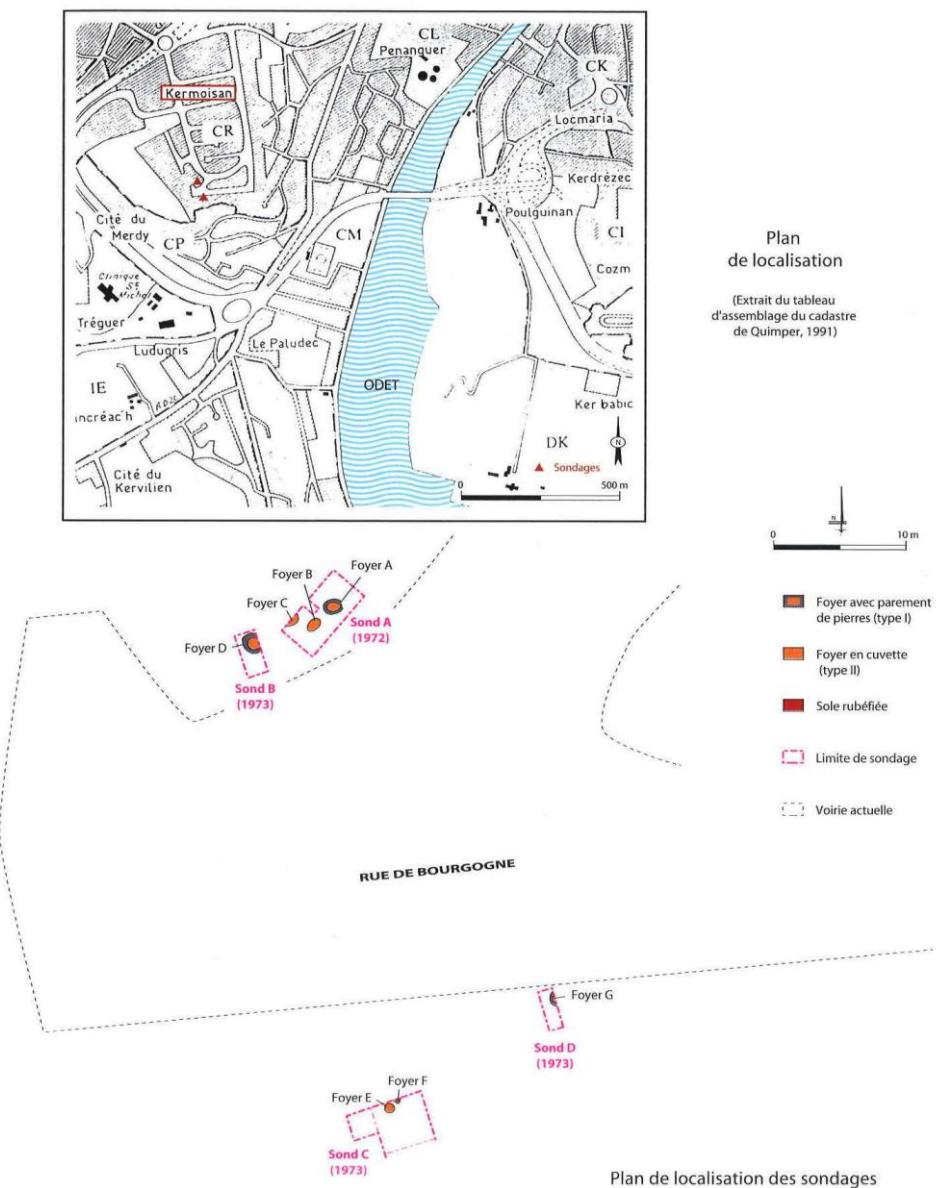 CL
Penanguer
CK
Kermoisan
CR
Locmaria
Kerdrézec
Poulguinan
Cité du
Merdy
CP
CM
CI
Clinique
St
Michel
Cozm
Tréguer
Ludugris
Le Paludec
IE
ODET
Ker babic
ncréac'h
DK
N
Sondages
Cité du
Kervilien
0
500 m
Plan
de localisation
(Extrait du tableau
d'assemblage du cadastre
de Quimper, 1991)
N
0
10 m
Foyer avec parement
de pierres (type I)
Foyer en cuvette
(type II)
Sole rubéfiée
Limite de sondage
Voirie actuelle
Foyer A
Foyer B
Foyer C
Sond A
(1972)
Foyer D
Sond B
(1973)
RUE DE BOURGOGNE
Foyer G
Sond D
(1973)
Foyer F
Foyer E
Sond C
(1973)
Plan de localisation des sondages